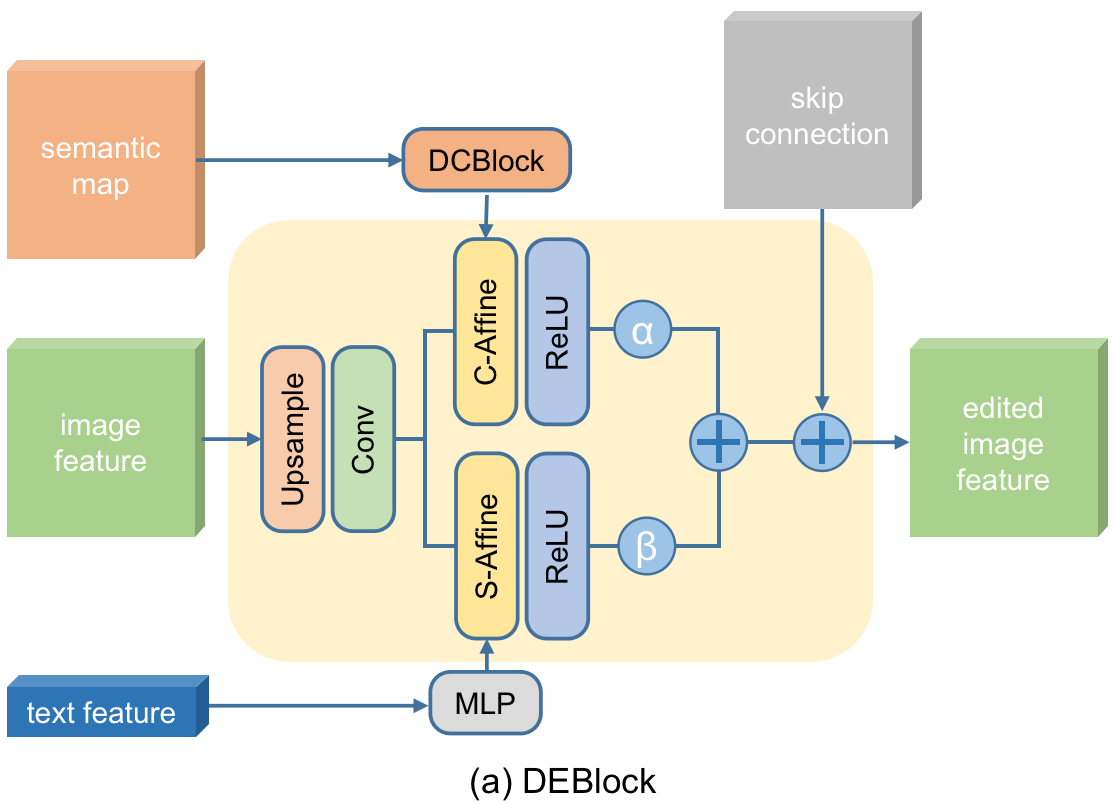 semantic
map
DCBlock
skip
connection
image
feature
Upsample
Conv
C-Affine
ReLU
α
S-Affine
ReLU
β
edited
image
feature
text feature
MLP
(a) DEBlock